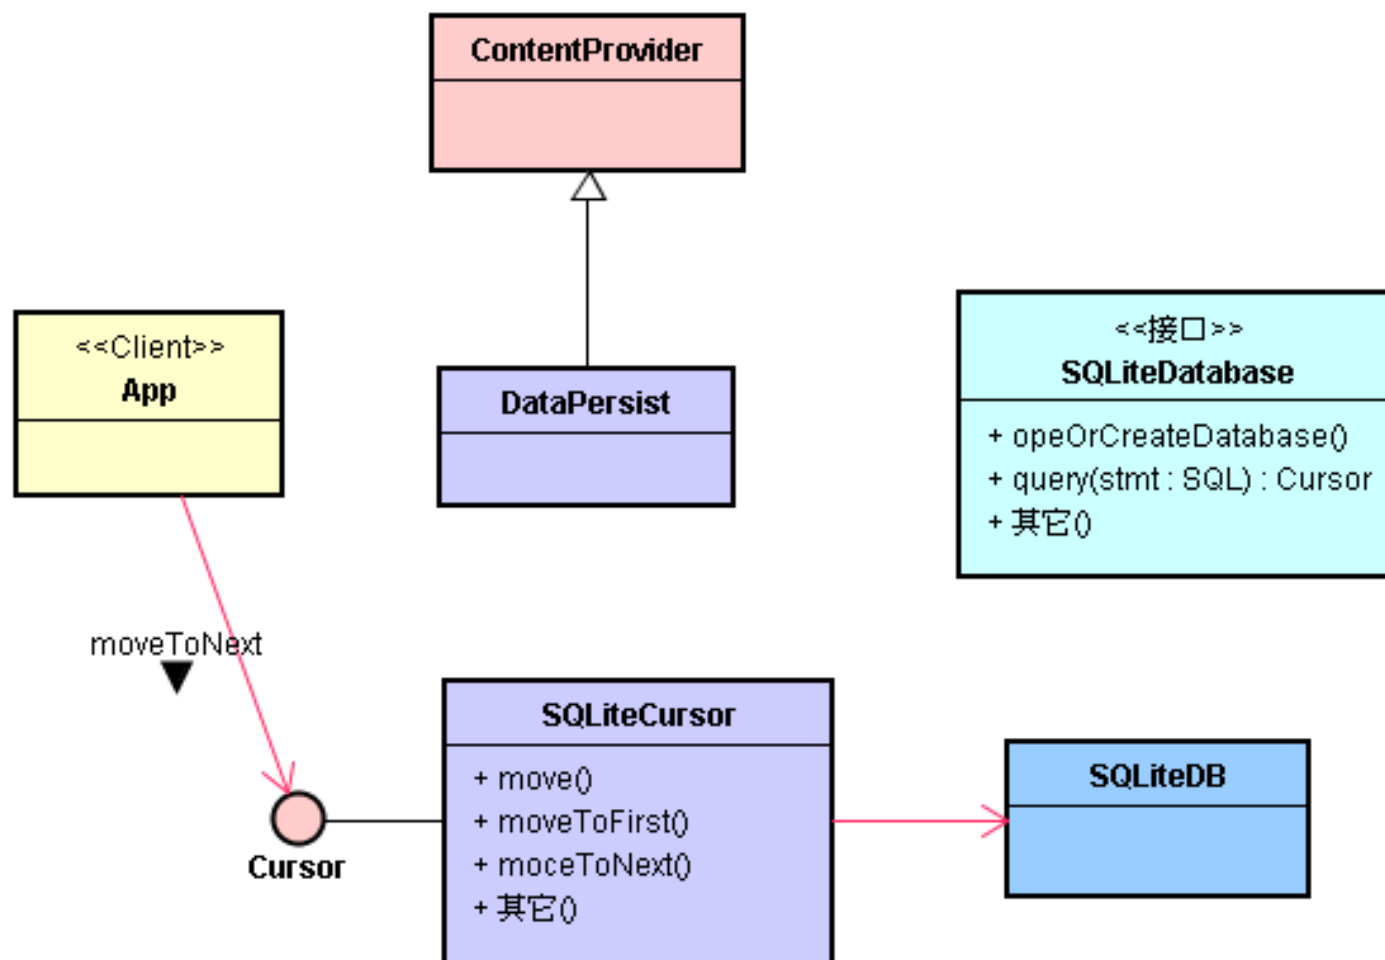 ContentProvider
<<Client>>
App
DataPersist
<<接口>>
SQLiteDatabase
+ opeOrCreateDatabase()
+ query(stmt : SQL) : Cursor
+ 其它()
moveToNext
Cursor
SQLiteCursor
+ move()
+ moveToFirst()
+ moceToNext()
+ 其它()
SQLiteDB